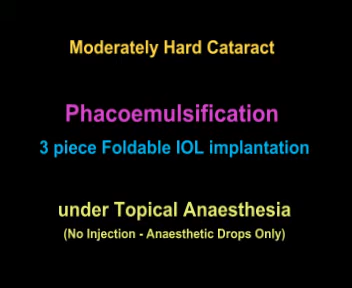 Moderately Hard Cataract
Phacoemulsification
3 piece Foldable IOL implantation
under Topical Anaesthesia
(No Injection - Anaesthetic Drops Only)